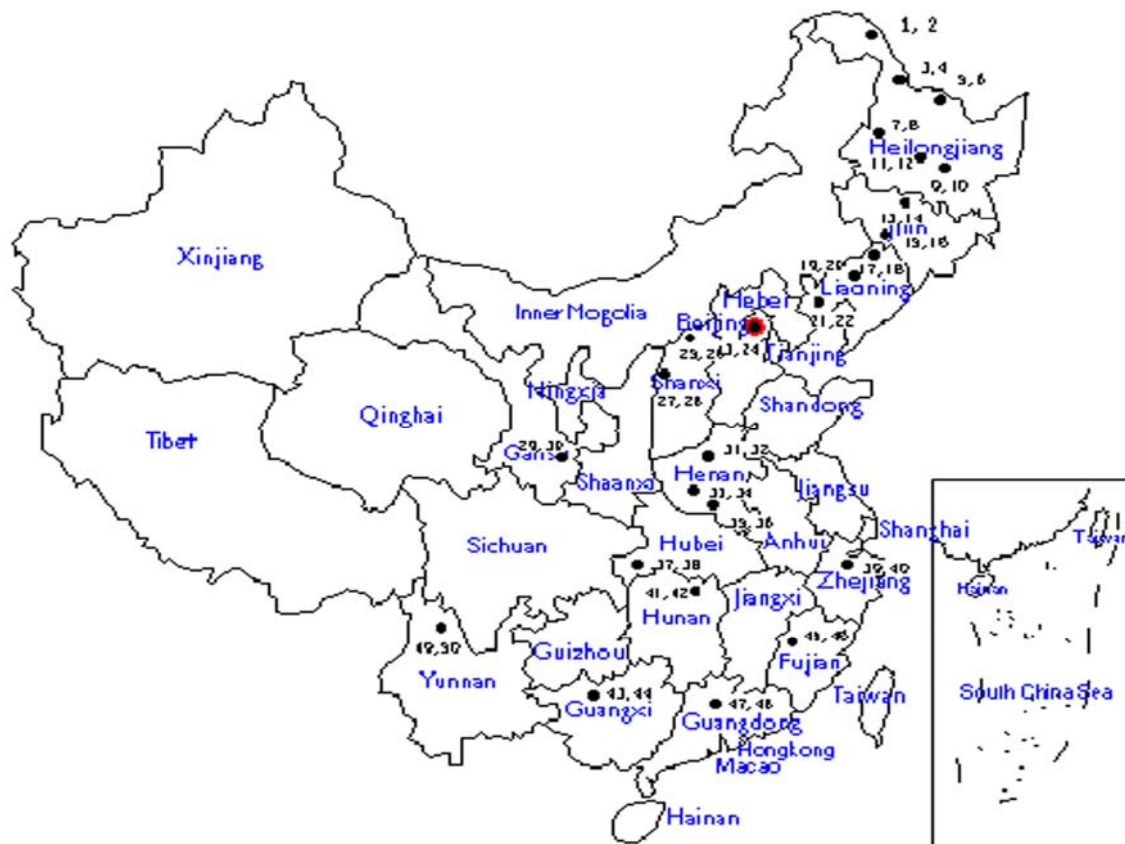 1, 2
3,4
5,6
7,8
Heilongjiang
11,12
9,10
13,14
Jilin
15,16
Xinjiang
19,20
17,18
Liaoning
Hebei
Inner Mogolia
21,22
Beijing
Tianjing
25,26
Shanxi
Ningxia
27,28
Shandong
Qinghai
Tibet
29,30
Gansu
31,32
Henan
Shaanxi
Jiangsu
33,34
35,36
Shanghai
Taiwan
Sichuan
Hubei
Anhui
37,38
39,40
Zhejiang
Hainan
41,42
Jiangxi
Hunan
49,50
Guizhou
45,46
Fujian
Yunnan
43,44
Taiwan
South China Sea
Guangxi
47,48
Guangdong
Hongkong
Macao
Hainan